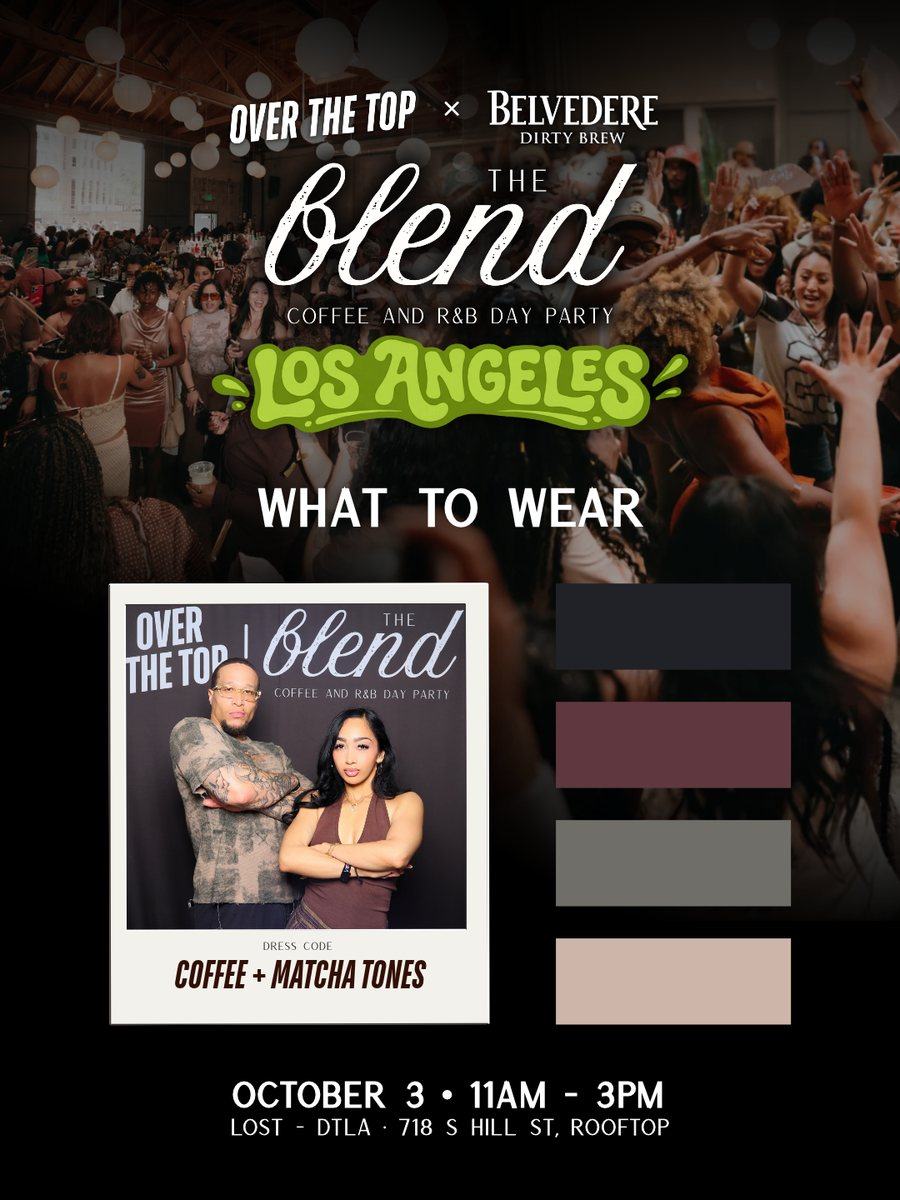 OVER THE TOP × BELVEDERE
DIRTY BREW
THE
blend
COFFEE AND R&B DAY PARTY
LOS ANGELES
WHAT TO WEAR
OVER
THE TOP | THE
blend
COFFEE AND R&B DAY PARTY
DRESS CODE
COFFEE + MATCHA TONES
OCTOBER 3 • 11AM - 3PM
LOST - DTLA · 718 S HILL ST, ROOFTOP